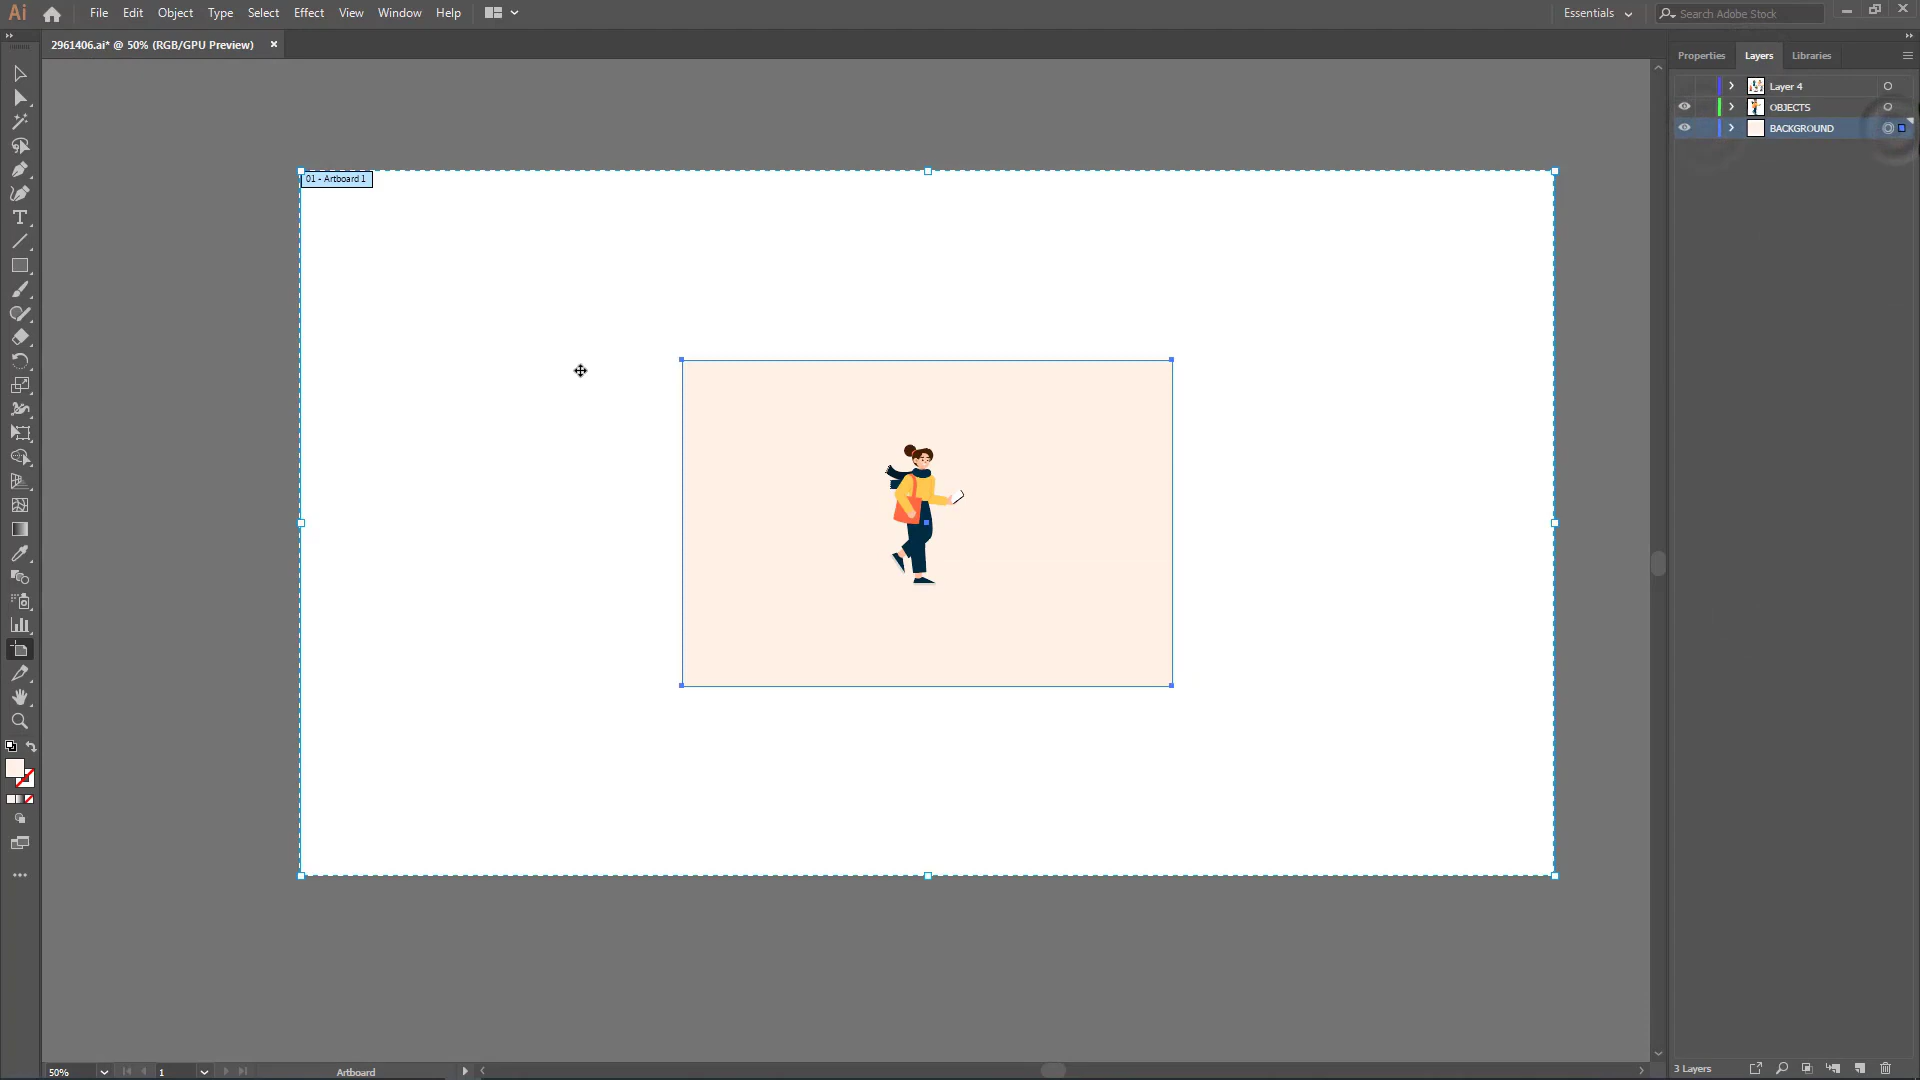 Ai File Edit Object Type Select Effect View Window Help Essentials Search Adobe Stock
2961406.ai* @ 50% (RGB/GPU Preview) ×
Properties Layers Libraries
Layer 4
OBJECTS
BACKGROUND
01 - Artboard 1
50% 1 Artboard
3 Layers